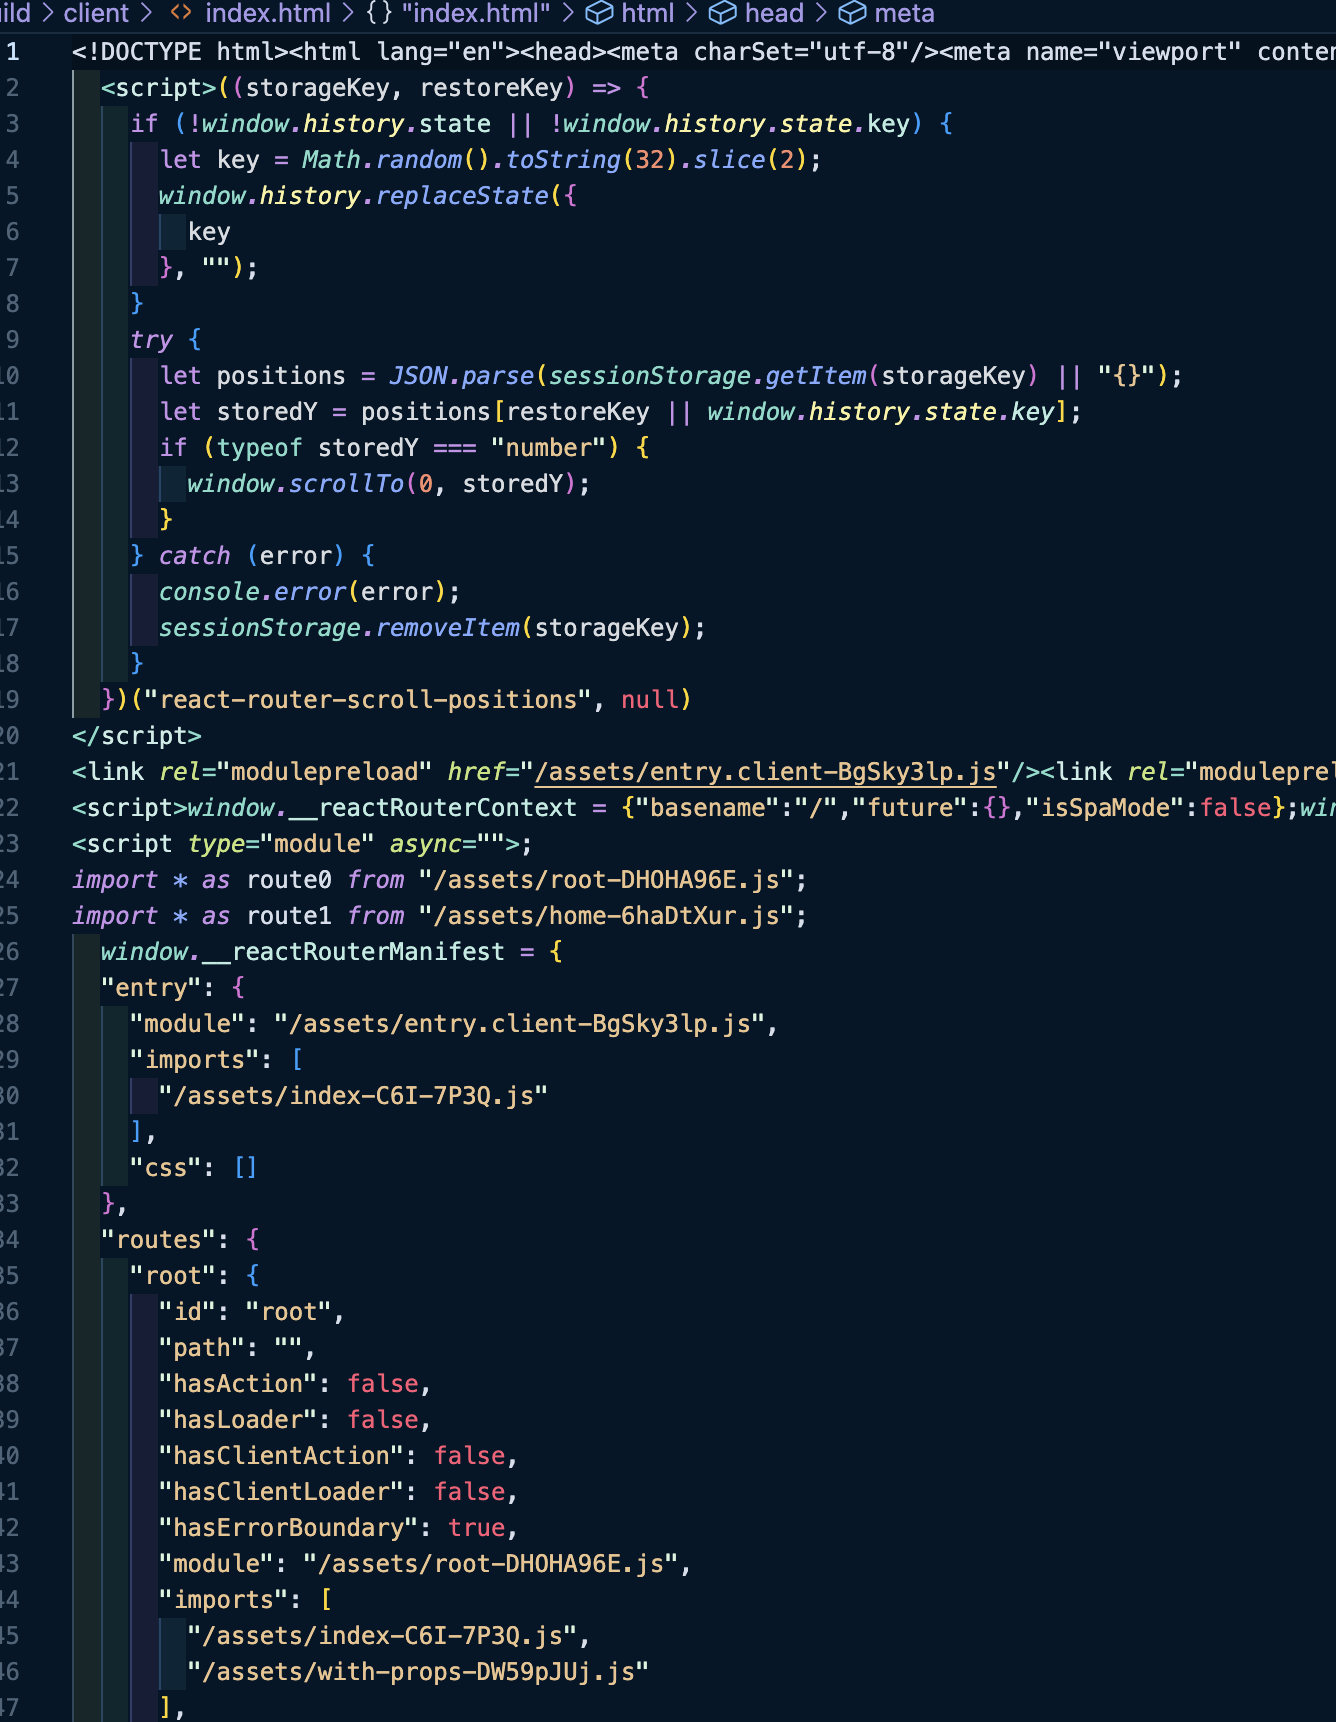 ild > client > <> index.html > {} "index.html" > html > head > meta
1 <!DOCTYPE html><html lang="en"><head><meta charSet="utf-8"/><meta name="viewport" conten
2 <script>((storageKey, restoreKey) => {
3 if (!window.history.state || !window.history.state.key) {
4 let key = Math.random().toString(32).slice(2);
5 window.history.replaceState({
6 key
7 }, "");
8 }
9 try {
10 let positions = JSON.parse(sessionStorage.getItem(storageKey) || "{}");
11 let storedY = positions[restoreKey || window.history.state.key];
12 if (typeof storedY === "number") {
13 window.scrollTo(0, storedY);
14 }
15 } catch (error) {
16 console.error(error);
17 sessionStorage.removeItem(storageKey);
18 }
19 })("react-router-scroll-positions", null)
20 </script>
21 <link rel="modulepreload" href="/assets/entry.client-BgSky3lp.js"/><link rel="modulepre
22 <script>window.__reactRouterContext = {"basename":"/","future":{},"isSpaMode":false};win
23 <script type="module" async="">;
24 import * as route0 from "/assets/root-DHOHA96E.js";
25 import * as route1 from "/assets/home-6haDtXur.js";
26 window.__reactRouterManifest = {
27 "entry": {
28 "module": "/assets/entry.client-BgSky3lp.js",
29 "imports": [
30 "/assets/index-C6I-7P3Q.js"
31 ],
32 "css": []
33 },
34 "routes": {
35 "root": {
36 "id": "root",
37 "path": "",
38 "hasAction": false,
39 "hasLoader": false,
40 "hasClientAction": false,
41 "hasClientLoader": false,
42 "hasErrorBoundary": true,
43 "module": "/assets/root-DHOHA96E.js",
44 "imports": [
45 "/assets/index-C6I-7P3Q.js",
46 "/assets/with-props-DW59pJUj.js"
47 ],